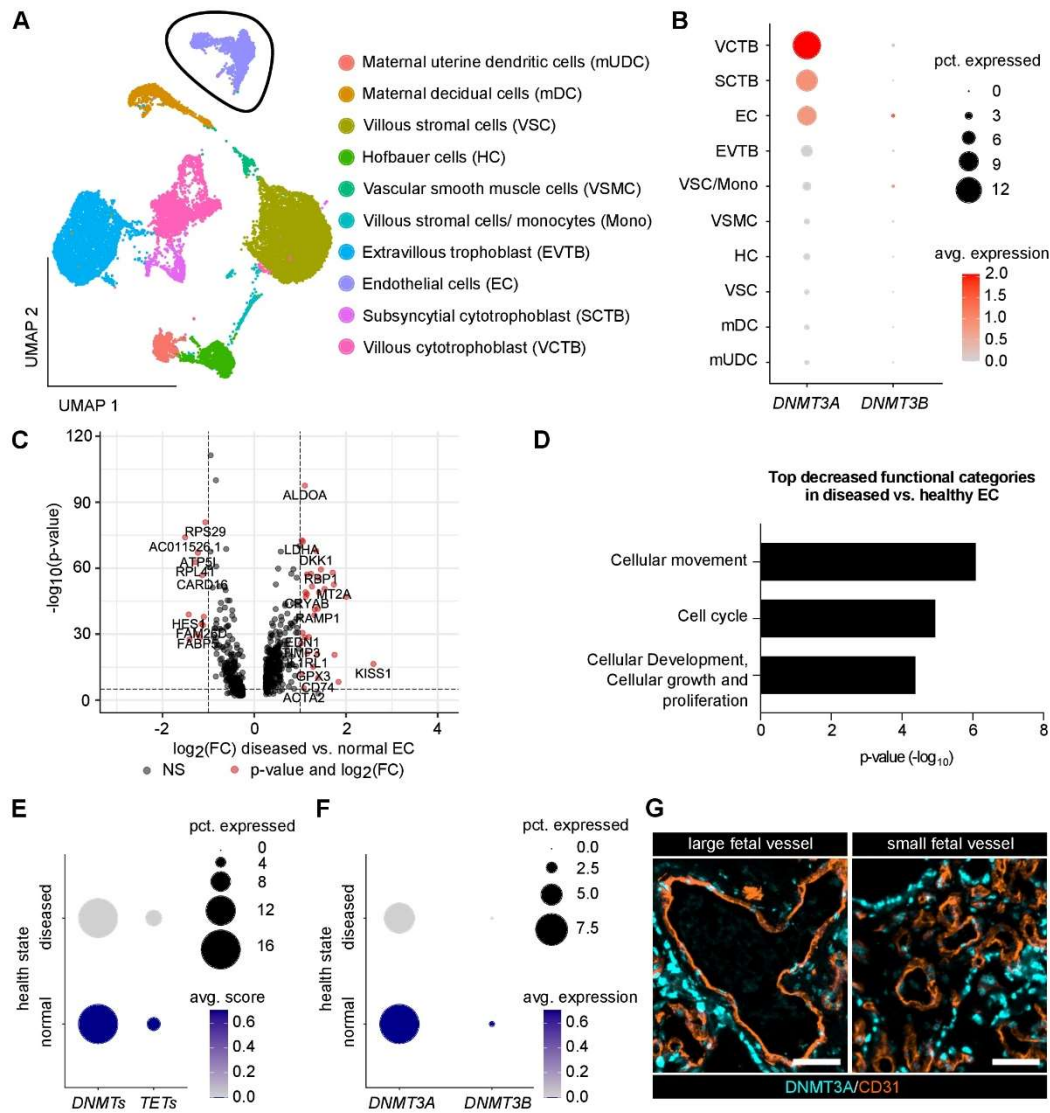 A
Maternal uterine dendritic cells (mUDC)
Maternal decidual cells (mDC)
Villous stromal cells (VSC)
Hofbauer cells (HC)
Vascular smooth muscle cells (VSMC)
Villous stromal cells/ monocytes (Mono)
Extravillous trophoblast (EVTB)
Endothelial cells (EC)
Subsyncytial cytotrophoblast (SCTB)
Villous cytotrophoblast (VCTB)
UMAP 2
UMAP 1
B
VCTB
SCTB
EC
EVTB
VSC/Mono
VSMC
HC
VSC
mDC
mUDC
DNMT3A DNMT3B
pct. expressed
0
3
6
9
12
avg. expression
2.0
1.5
1.0
0.5
0.0
C
120
90
60
30
0
-log10(p-value)
ALDOA
RPS29
AC011526.1
LDHA
ATP5L
DKK1
RPL41
RBP1
CARD16
MT2A
CRYAB
HES1
RAMP1
FAM26D
EDN1
FABP5
TIMP3
IL1RL1
KISS1
GPX3
CD74
ACTA2
-2 0 2 4
log2(FC) diseased vs. normal EC
NS p-value and log2(FC)
D
Top decreased functional categories
in diseased vs. healthy EC
Cellular movement
Cell cycle
Cellular Development,
Cellular growth and
proliferation
0 2 4 6 8
p-value (-log10)
E
health state
diseased
normal
DNMTs TETs
pct. expressed
0
4
8
12
16
avg. score
0.6
0.4
0.2
0.0
F
health state
diseased
normal
DNMT3A DNMT3B
pct. expressed
0.0
2.5
5.0
7.5
avg. expression
0.6
0.4
0.2
0.0
G
large fetal vessel small fetal vessel
DNMT3A/CD31